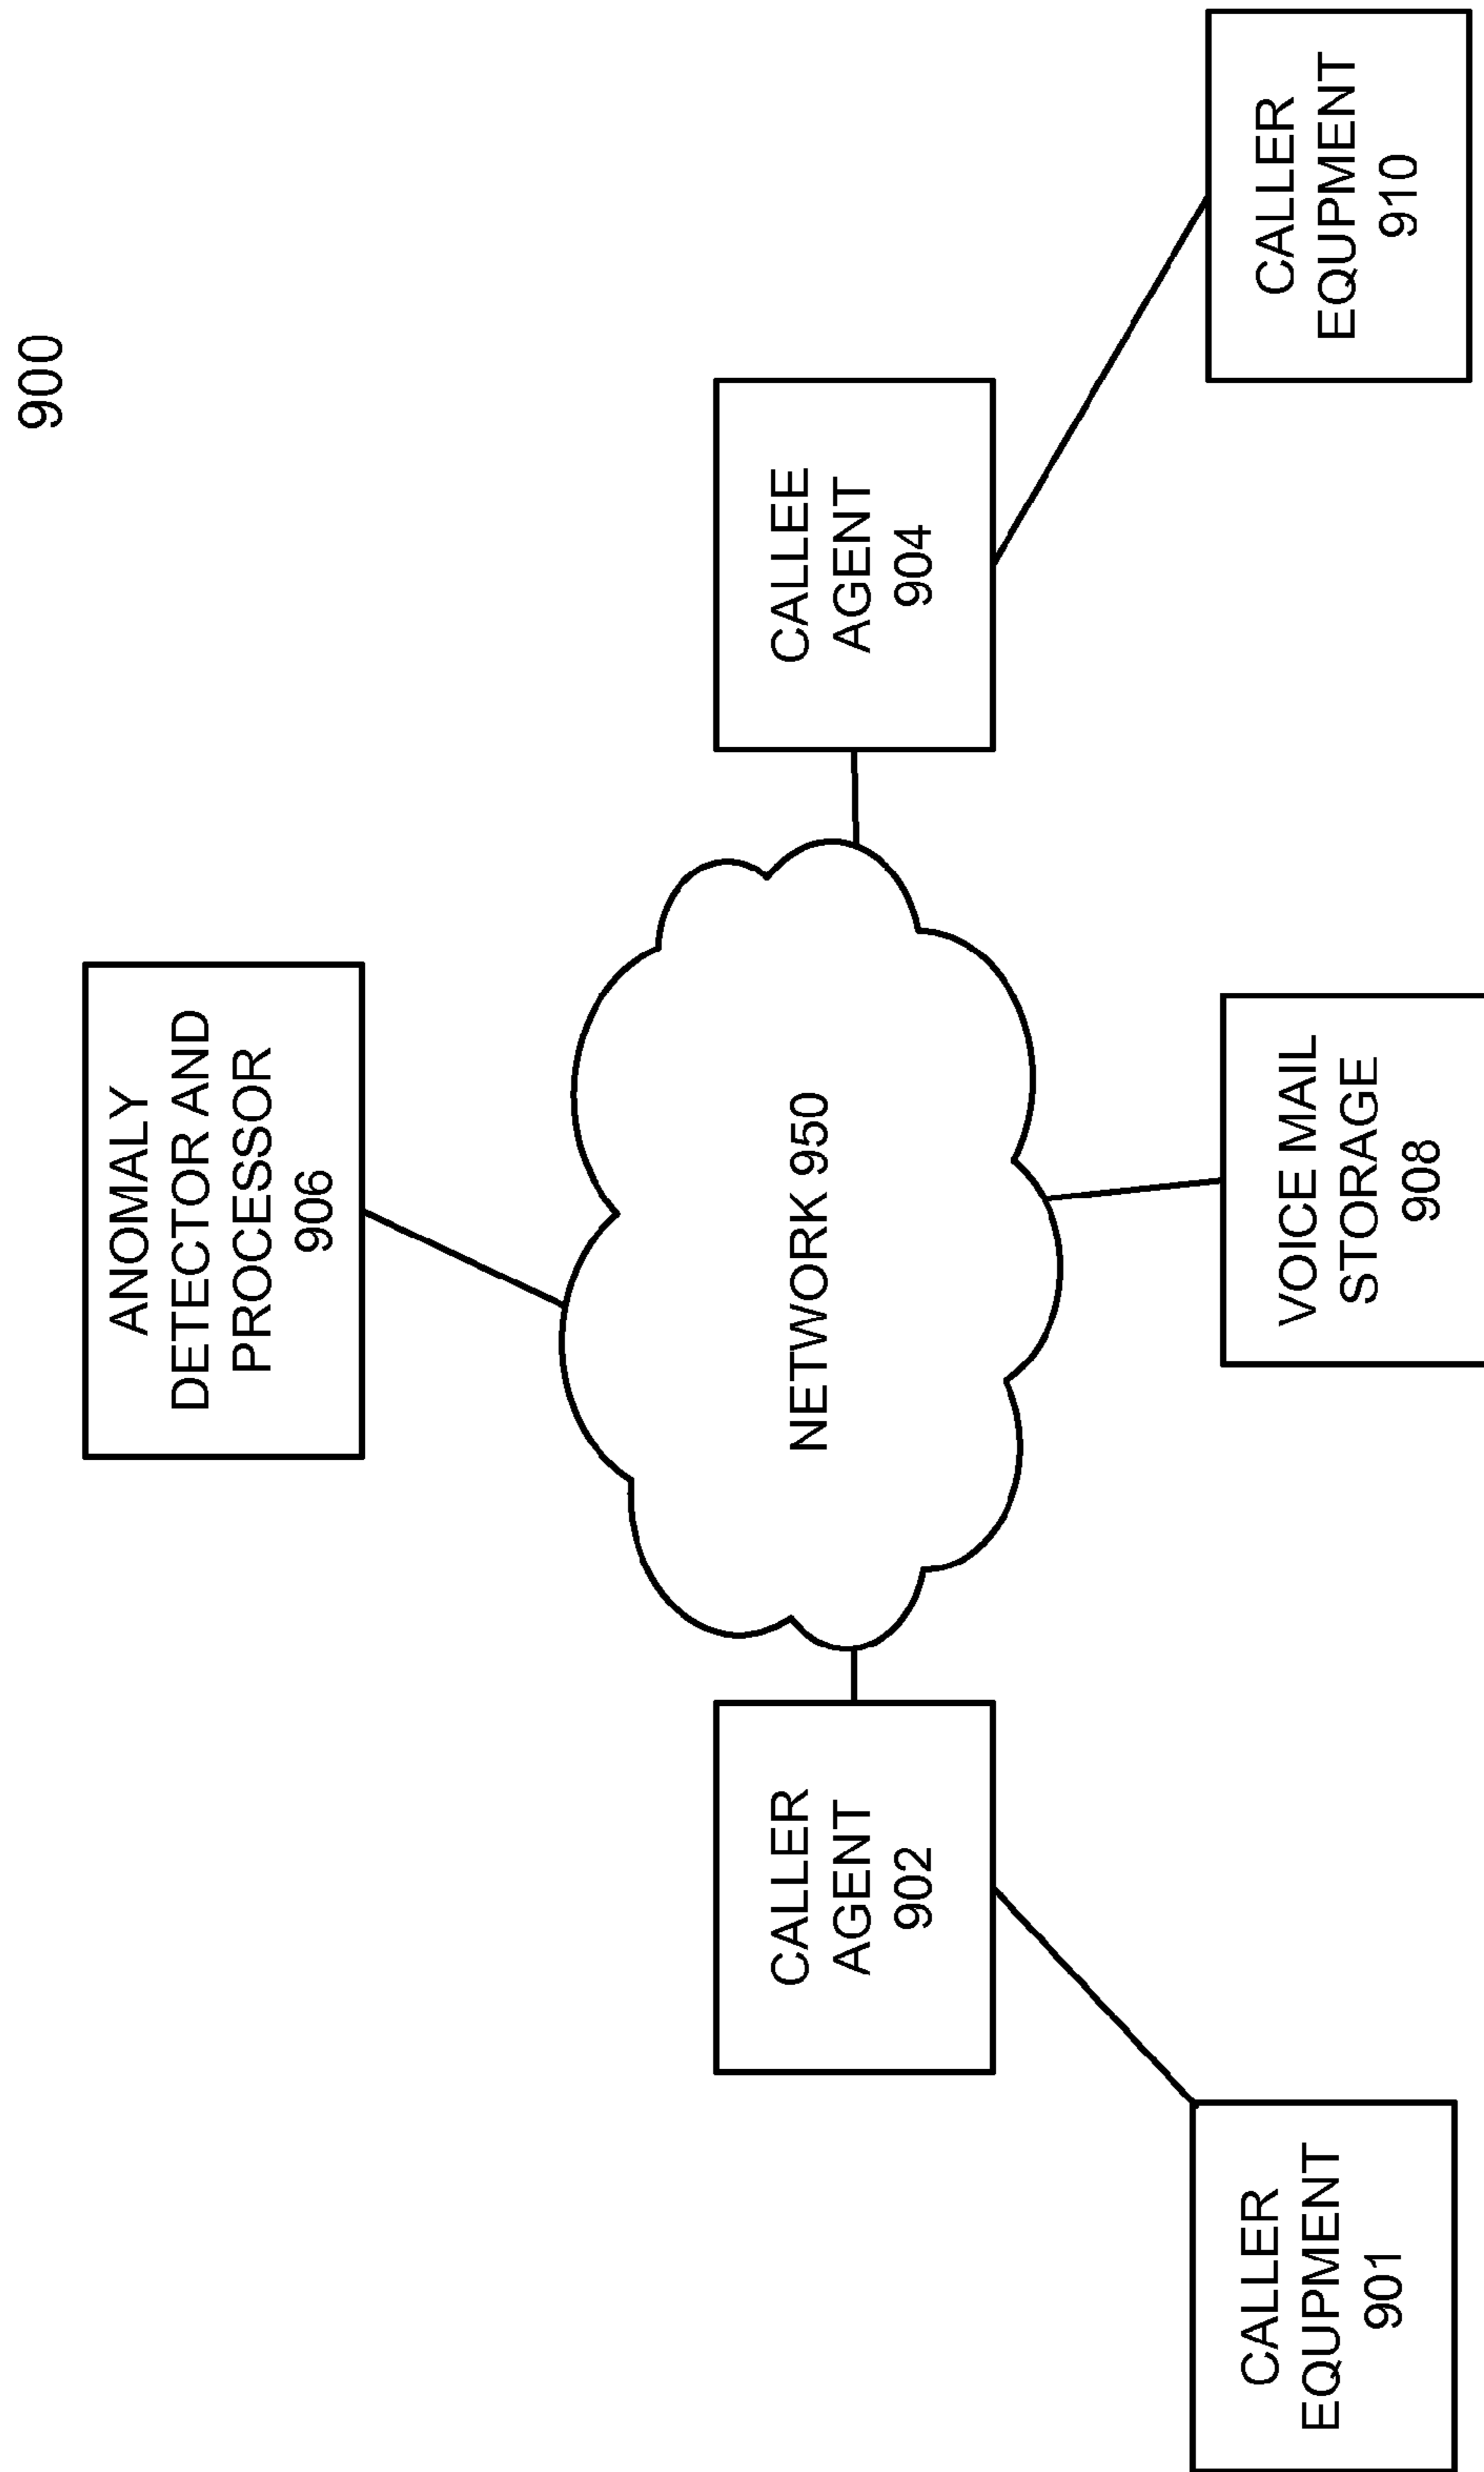 900
ANOMALY
DETECTOR AND
PROCESSOR
906
CALLER
AGENT
902
NETWORK 950
CALLEE
AGENT
904
CALLER
EQUPMENT
901
VOICE MAIL
STORAGE
908
CALLER
EQUPMENT
910